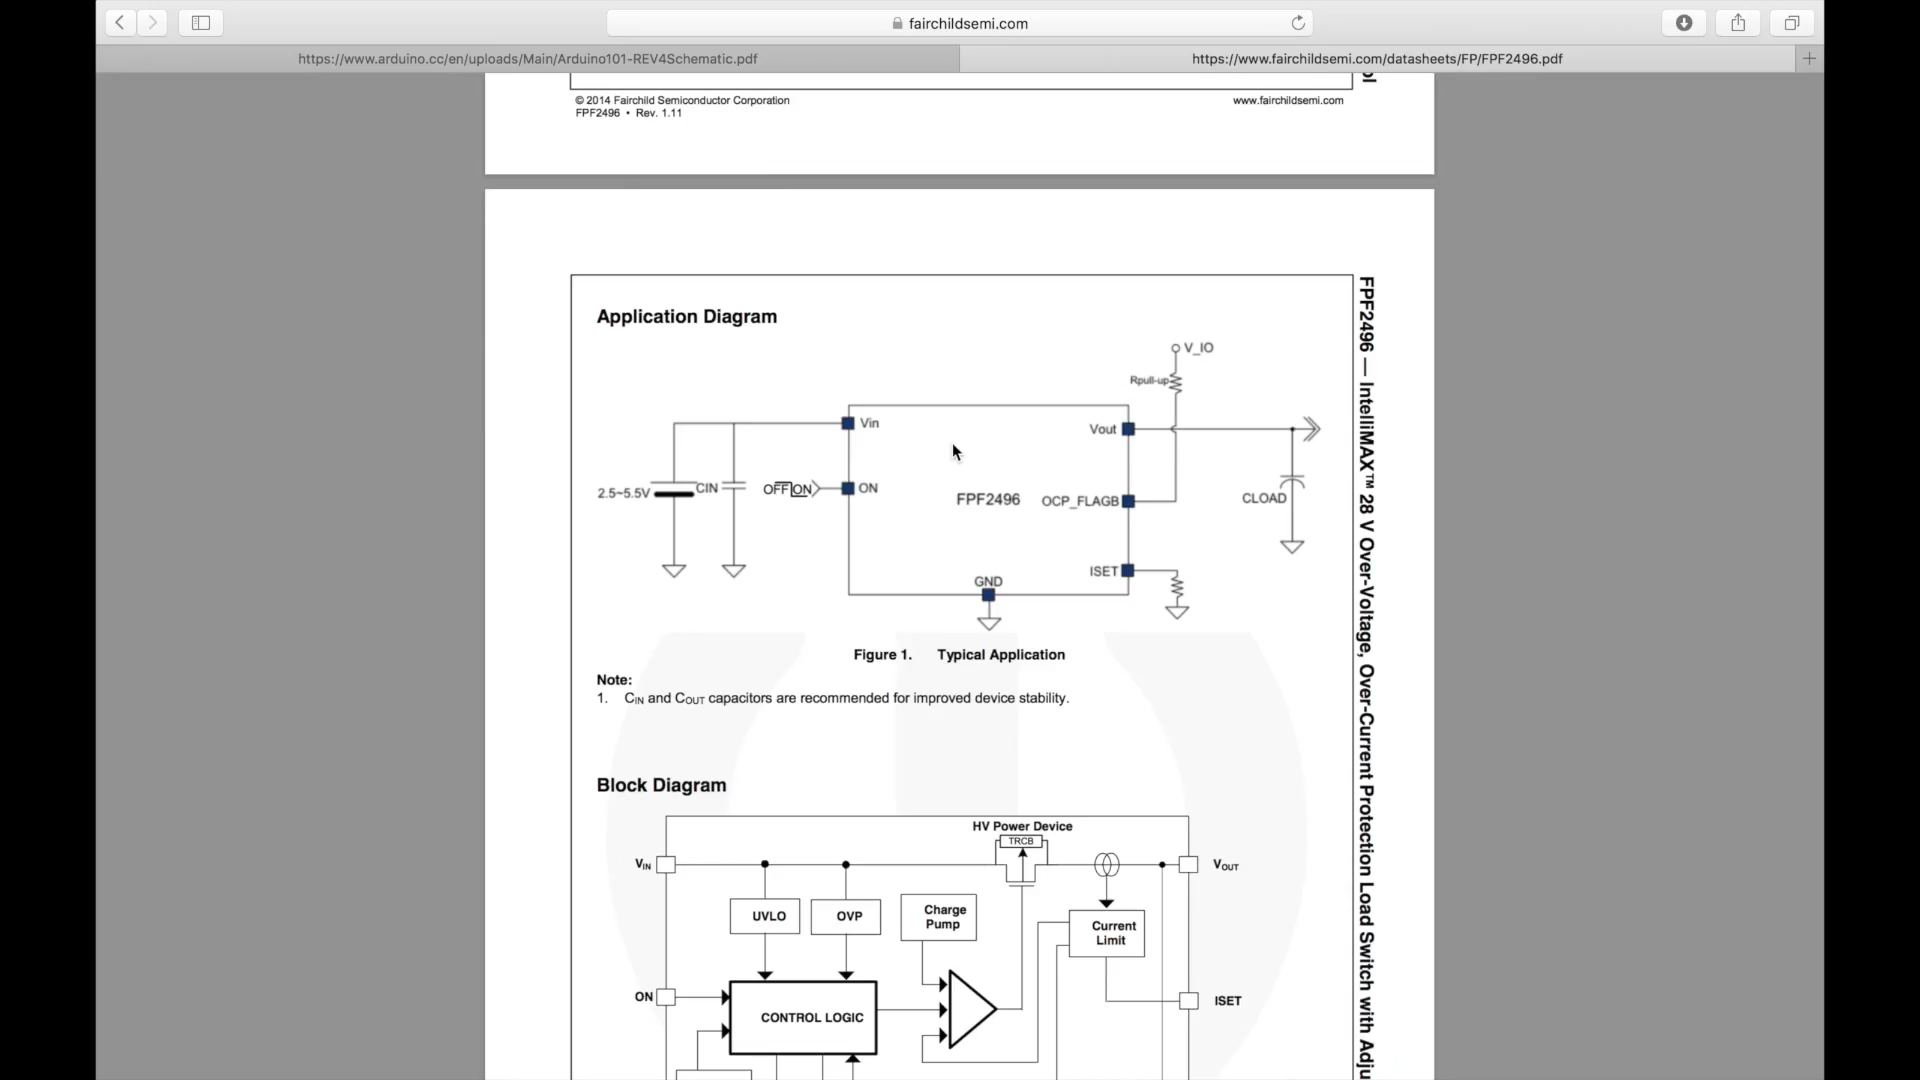 fairchildsemi.com
https://www.arduino.cc/en/uploads/Main/Arduino101-REV4Schematic.pdf
https://www.fairchildsemi.com/datasheets/FP/FPF2496.pdf
© 2014 Fairchild Semiconductor Corporation
www.fairchildsemi.com
FPF2496 • Rev. 1.11
FPF2496 — IntelliMAX™ 28 V Over-Voltage, Over-Current Protection Load Switch with Adju
Application Diagram
V_IO
Rpull-up
Vin
Vout
2.5~5.5V
CIN
OFF ON
ON
FPF2496
OCP_FLAGB
CLOAD
ISET
GND
Figure 1. Typical Application
Note:
1. CIN and COUT capacitors are recommended for improved device stability.
Block Diagram
HV Power Device
TRCB
VIN
VOUT
UVLO
OVP
Charge
Pump
Current
Limit
ON
ISET
CONTROL LOGIC